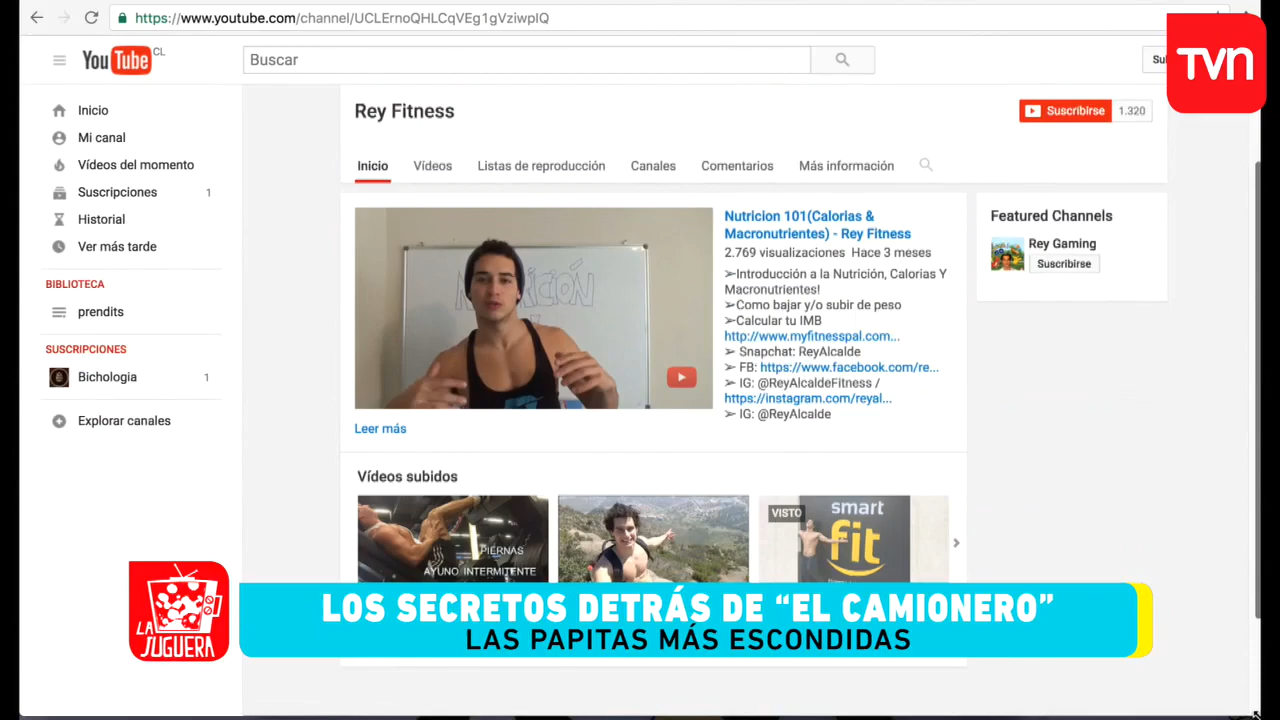 https://www.youtube.com/channel/UCLErnoQHLCqVEg1gVziwpIQ
YouTube CL
Buscar
tvn
Inicio
Mi canal
Vídeos del momento
Suscripciones 1
Historial
Ver más tarde
BIBLIOTECA
prendits
SUSCRIPCIONES
Bichologia 1
Explorar canales
Rey Fitness
Suscribirse 1.320
Inicio Vídeos Listas de reproducción Canales Comentarios Más información
Nutricion 101(Calorias &
Macronutrientes) - Rey Fitness
2.769 visualizaciones Hace 3 meses
➢Introducción a la Nutrición, Calorias Y
Macronutrientes!
➢Como bajar y/o subir de peso
➢Calcular tu IMB
http://www.myfitnesspal.com...
➢ Snapchat: ReyAlcalde
➢ FB: https://www.facebook.com/re...
➢ IG: @ReyAlcaldeFitness /
https://instagram.com/reyal...
➢ IG: @ReyAlcalde
Leer más
Featured Channels
Rey Gaming
Suscribirse
Vídeos subidos
PIERNAS
AYUNO INTERMITENTE
VISTO
smart
fit
LA
JUGUERA
LOS SECRETOS DETRÁS DE “EL CAMIONERO”
LAS PAPITAS MÁS ESCONDIDAS